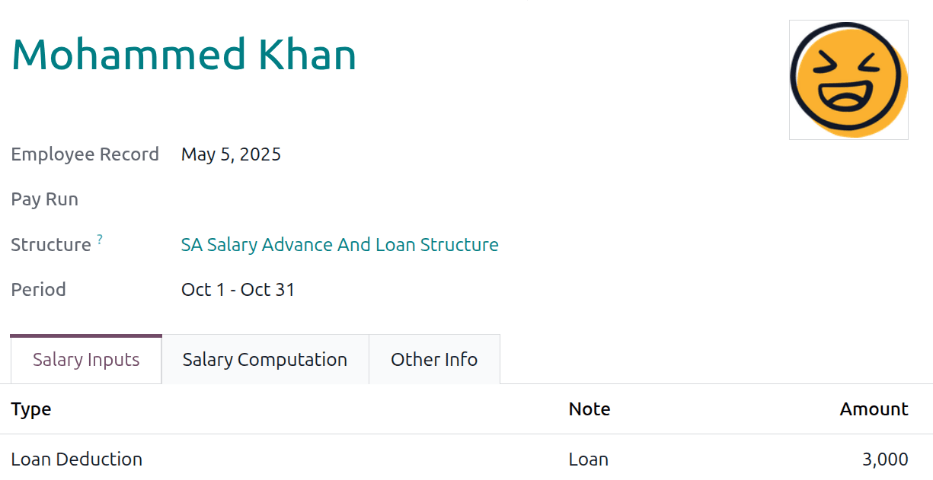 Mohammed Khan
Employee Record May 5, 2025
Pay Run
Structure ? SA Salary Advance And Loan Structure
Period Oct 1 - Oct 31
Salary Inputs Salary Computation Other Info
Type Note Amount
Loan Deduction Loan 3,000